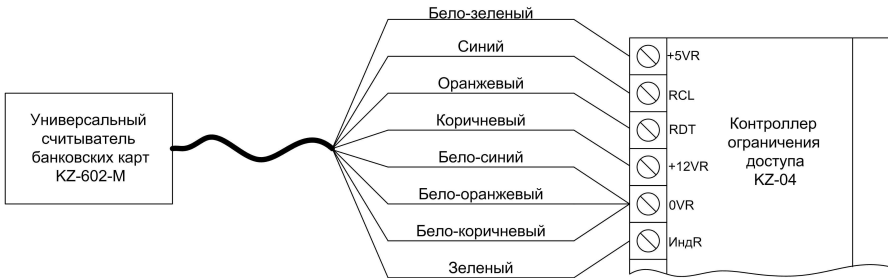 Универсальный
считыватель
банковских карт
KZ-602-M
Бело-зеленый
Синий
Оранжевый
Коричневый
Бело-синий
Бело-оранжевый
Бело-коричневый
Зеленый
+5VR
RCL
RDT
+12VR
0VR
ИндR
Контроллер
ограничения
доступа
KZ-04